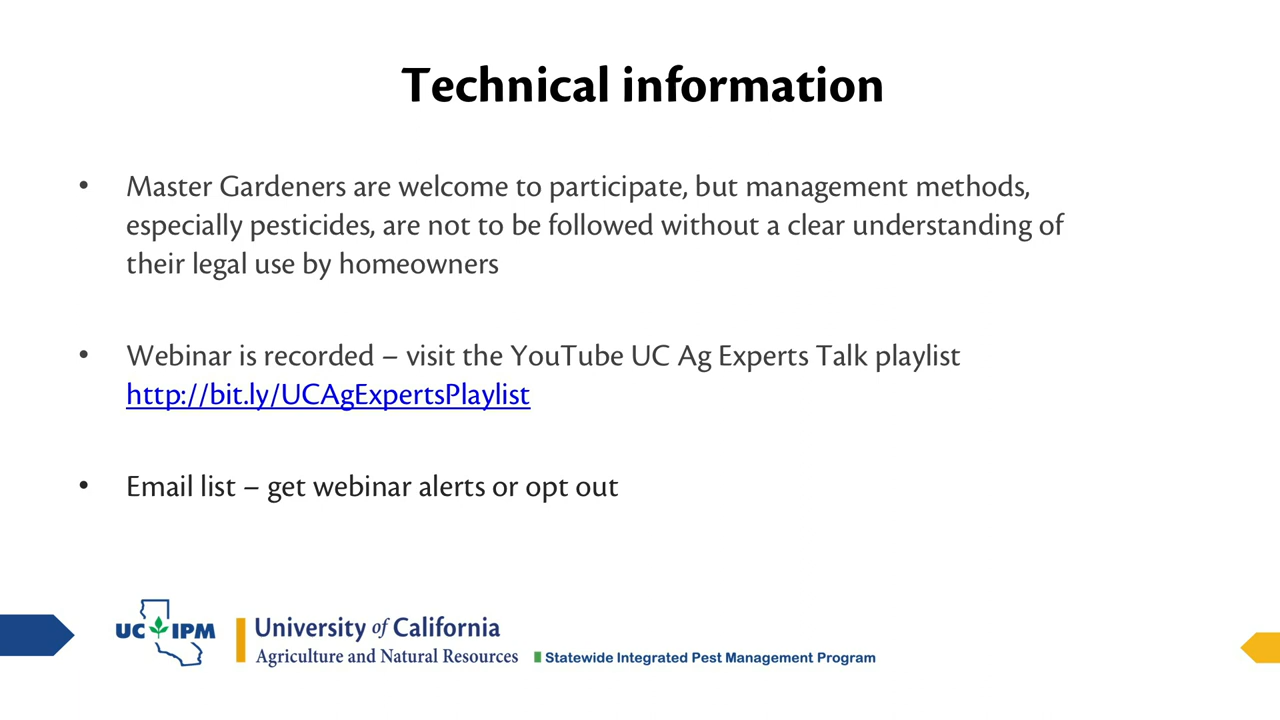 Technical information
• Master Gardeners are welcome to participate, but management methods,
especially pesticides, are not to be followed without a clear understanding of
their legal use by homeowners
• Webinar is recorded – visit the YouTube UC Ag Experts Talk playlist
http://bit.ly/UCAgExpertsPlaylist
• Email list – get webinar alerts or opt out
UC IPM
University of California
Agriculture and Natural Resources
Statewide Integrated Pest Management Program